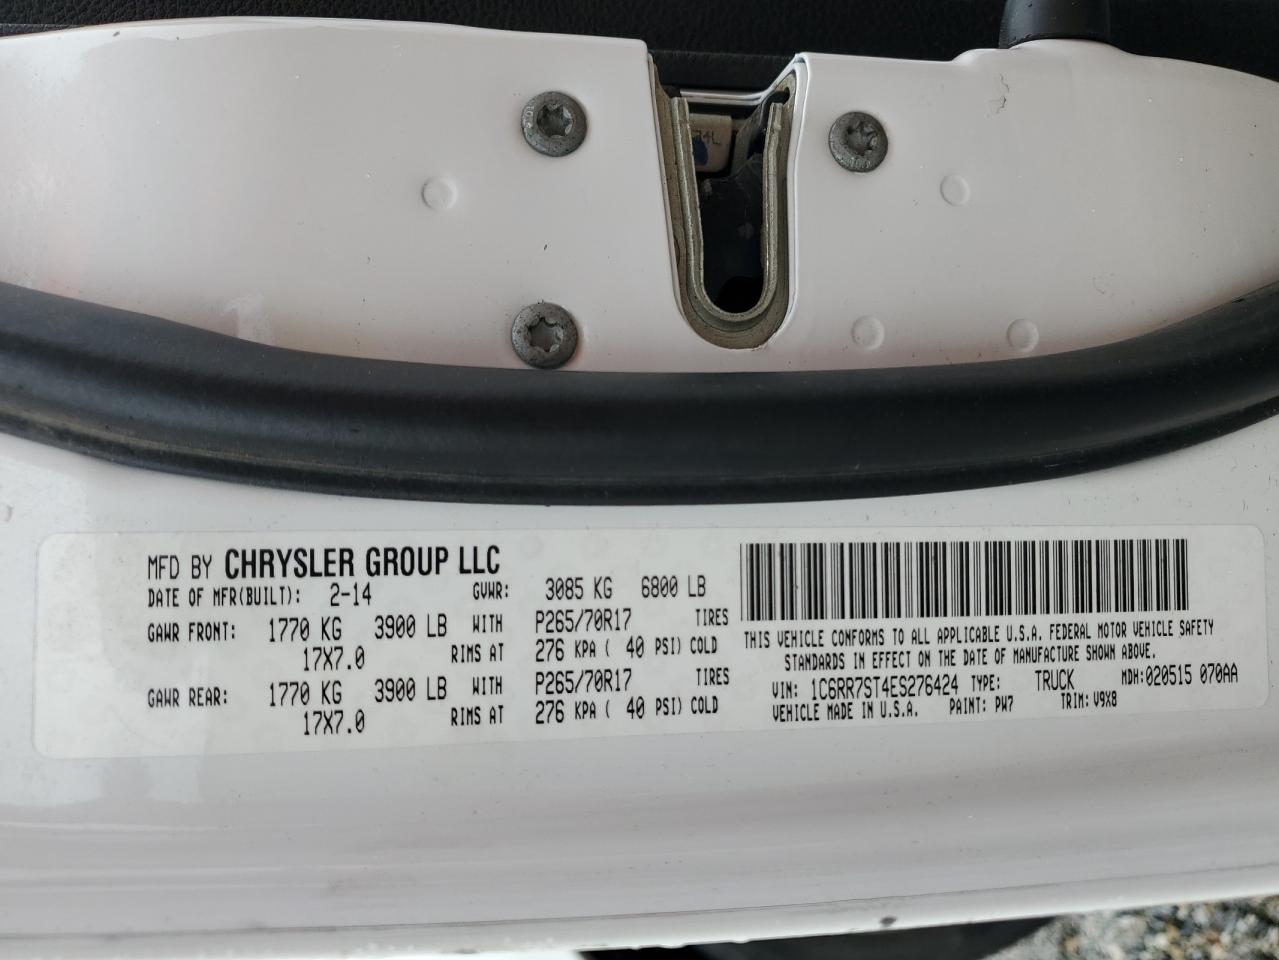 MFD BY CHRYSLER GROUP LLC
DATE OF MFR(BUILT): 2-14 GVWR: 3085 KG 6800 LB
GAWR FRONT: 1770 KG 3900 LB WITH P265/70R17 TIRES
17X7.0 RIMS AT 276 KPA ( 40 PSI) COLD
GAWR REAR: 1770 KG 3900 LB WITH P265/70R17 TIRES
17X7.0 RIMS AT 276 KPA ( 40 PSI) COLD
THIS VEHICLE CONFORMS TO ALL APPLICABLE U.S.A. FEDERAL MOTOR VEHICLE SAFETY
STANDARDS IN EFFECT ON THE DATE OF MANUFACTURE SHOWN ABOVE.
VIN: 1C6RR7ST4ES276424 TYPE: TRUCK MDH:020515 070AA
VEHICLE MADE IN U.S.A. PAINT: PW7 TRIM: V9X8